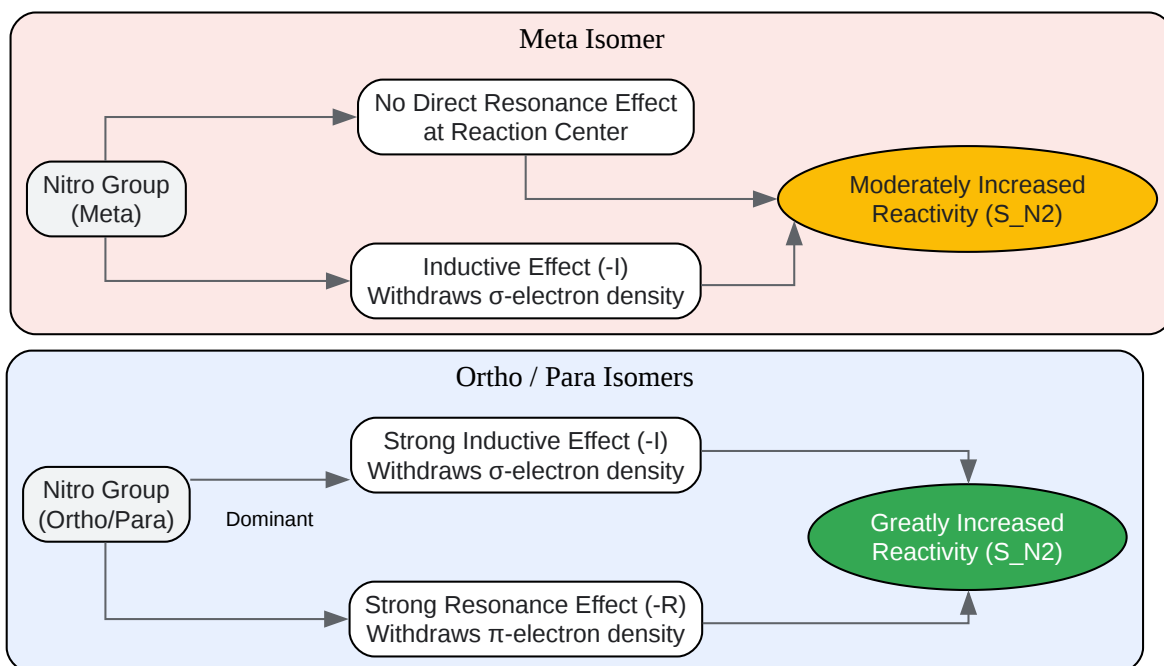 Meta Isomer
No Direct Resonance Effect
at Reaction Center
Nitro Group
(Meta)
Moderately Increased
Reactivity (S_N2)
Inductive Effect (-I)
Withdraws σ-electron density
Ortho / Para Isomers
Strong Inductive Effect (-I)
Withdraws σ-electron density
Nitro Group
(Ortho/Para)
Dominant
Greatly Increased
Reactivity (S_N2)
Strong Resonance Effect (-R)
Withdraws π-electron density